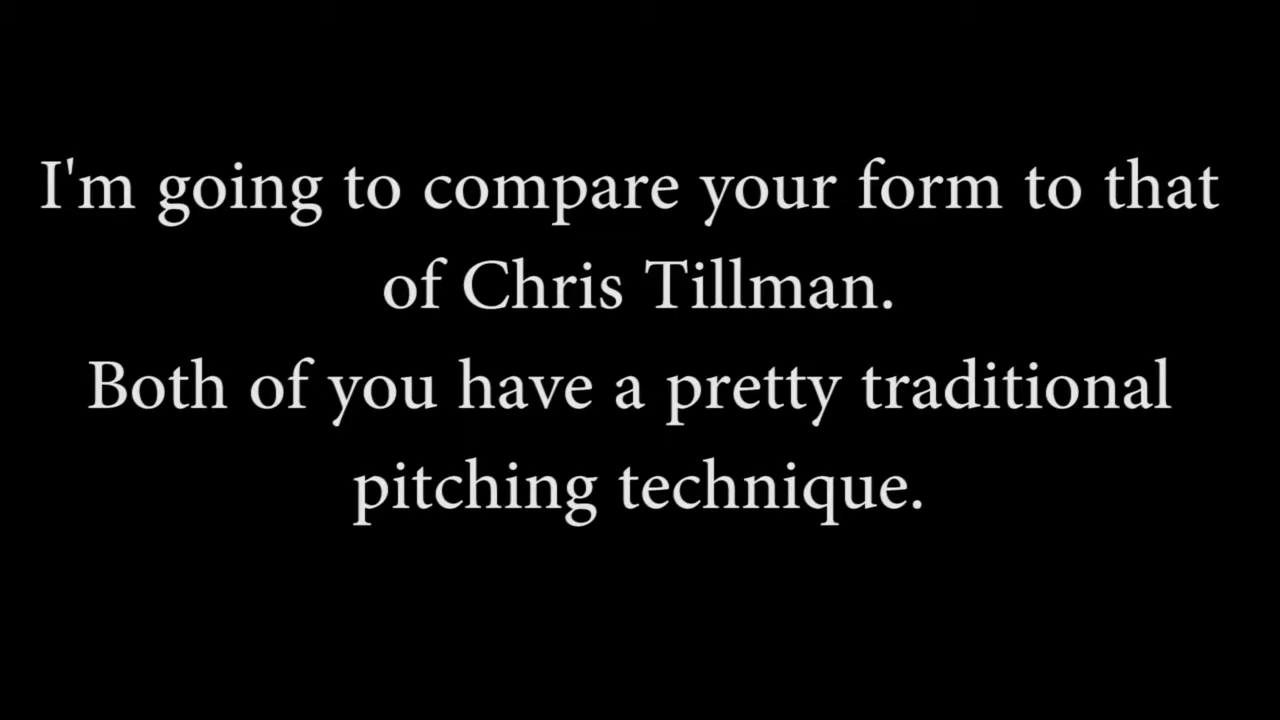 I'm going to compare your form to that
of Chris Tillman.
Both of you have a pretty traditional
pitching technique.